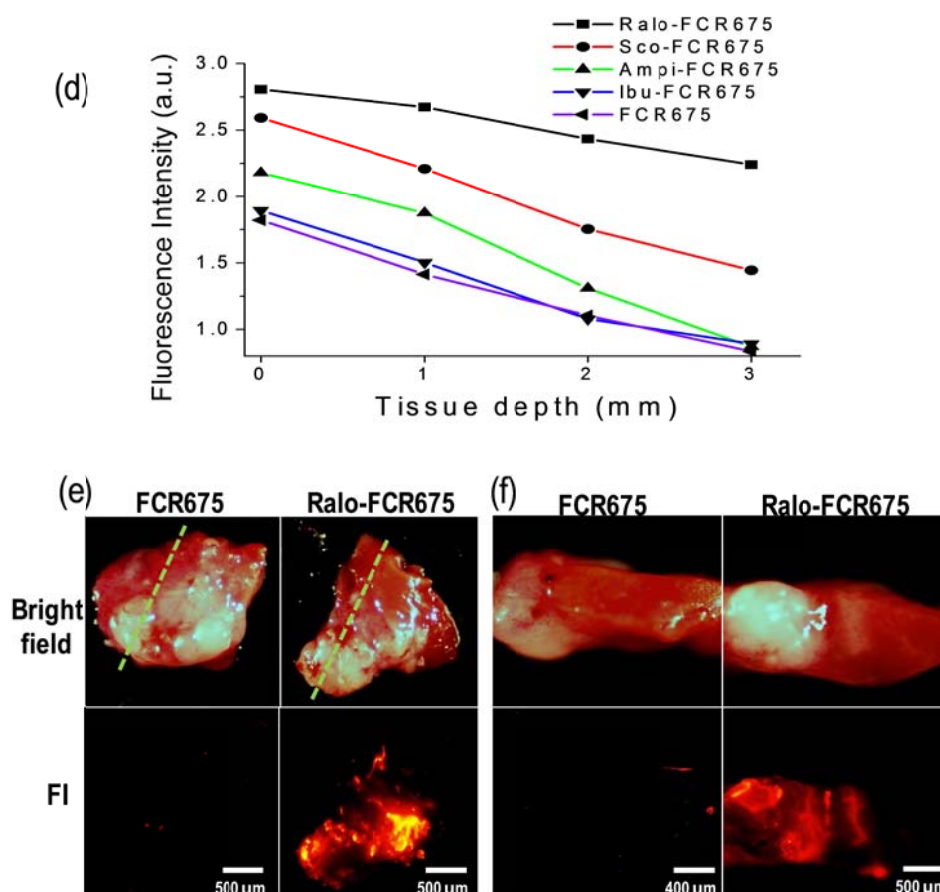 (d)
Ralo-FCR675
Sco-FCR675
Ampi-FCR675
Ibu-FCR675
FCR675
Fluorescence Intensity (a.u.)
3.0
2.5
2.0
1.5
1.0
0 1 2 3
Tissue depth (mm)
(e) (f)
FCR675 Ralo-FCR675 FCR675 Ralo-FCR675
Bright
field
FI
500 µm 500 µm 400 µm 500 µm